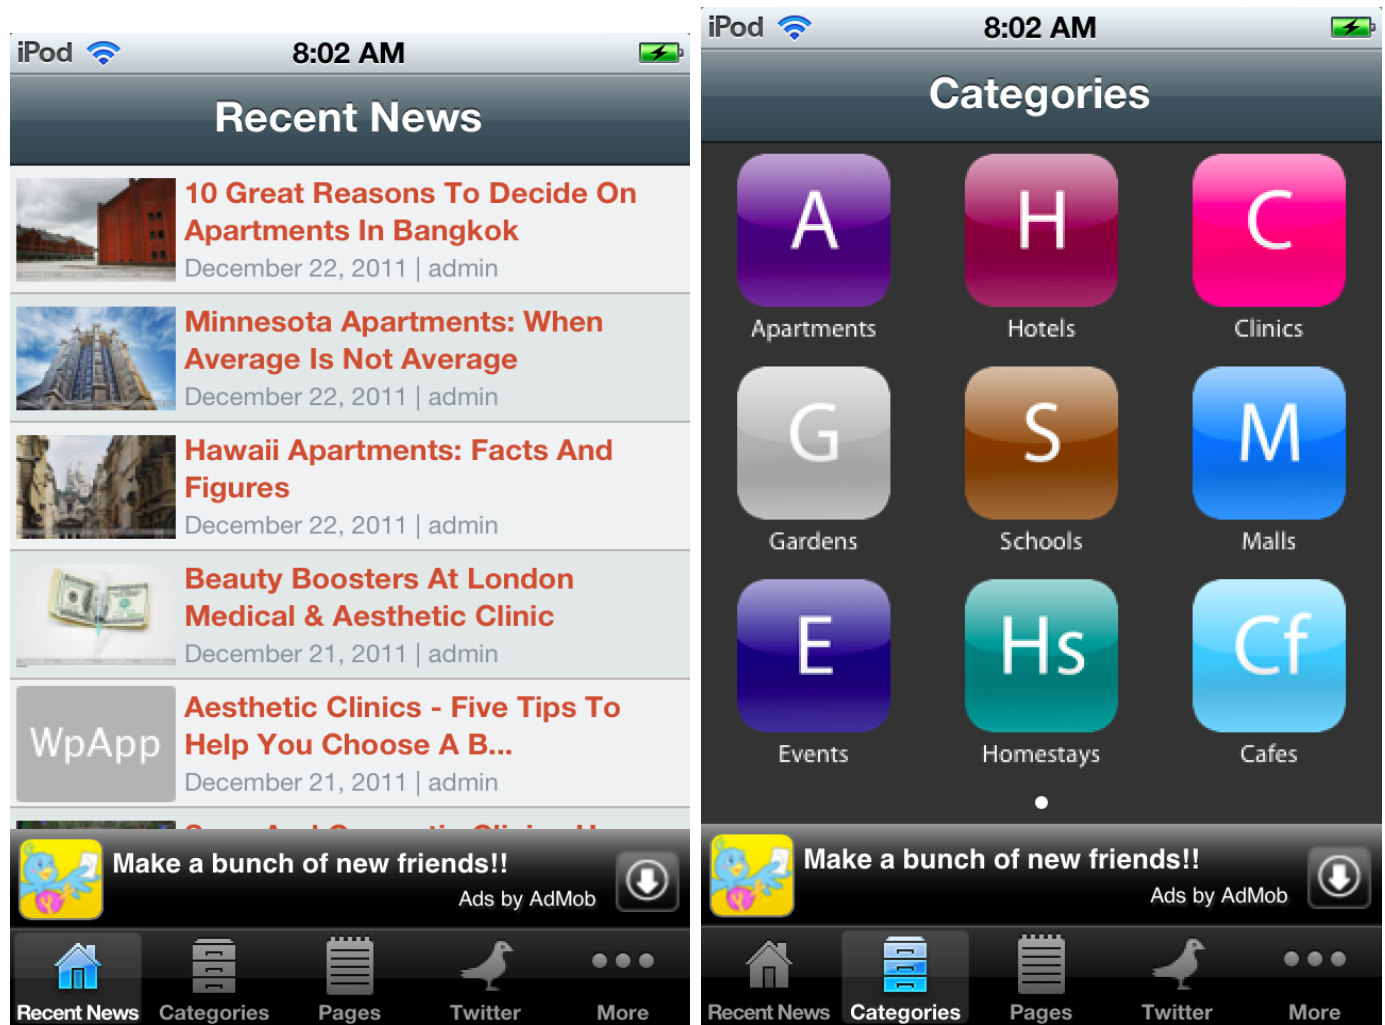 iPod 8:02 AM
Recent News
10 Great Reasons To Decide On
Apartments In Bangkok
December 22, 2011 | admin
Minnesota Apartments: When
Average Is Not Average
December 22, 2011 | admin
Hawaii Apartments: Facts And
Figures
December 22, 2011 | admin
Beauty Boosters At London
Medical & Aesthetic Clinic
December 21, 2011 | admin
WpApp
Aesthetic Clinics - Five Tips To
Help You Choose A B...
December 21, 2011 | admin
Make a bunch of new friends!!
Ads by AdMob
Recent News Categories Pages Twitter More
iPod 8:02 AM
Categories
A H C
Apartments Hotels Clinics
G S M
Gardens Schools Malls
E Hs Cf
Events Homestays Cafes
Make a bunch of new friends!!
Ads by AdMob
Recent News Categories Pages Twitter More